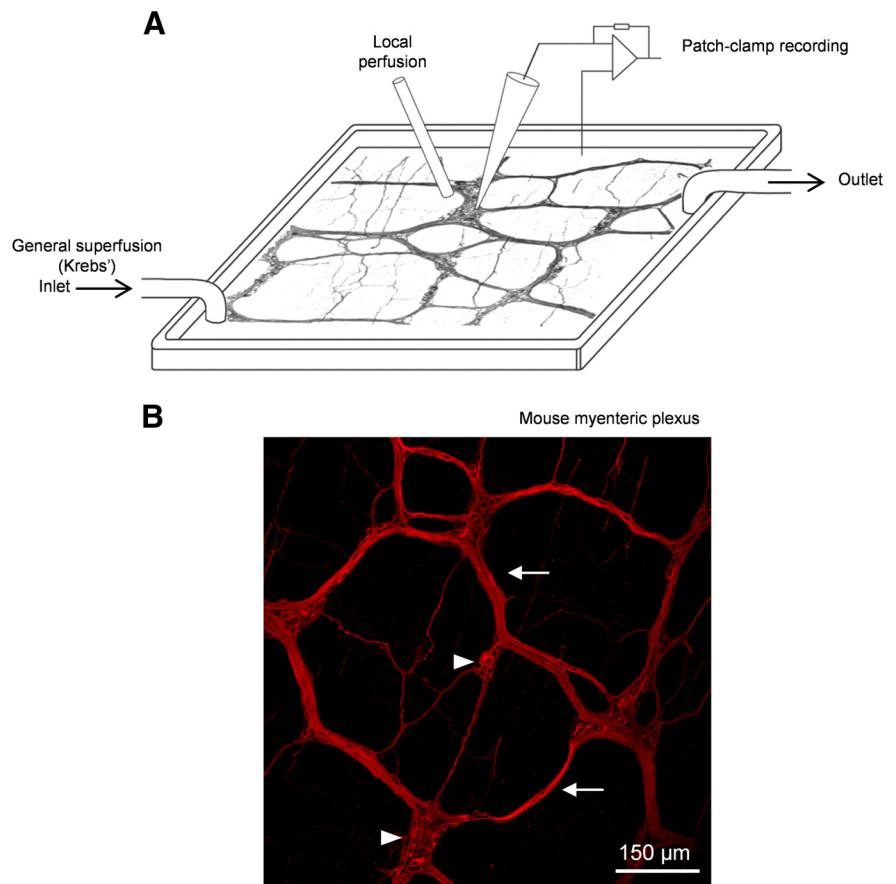 A
Local
perfusion
Patch-clamp recording
Outlet
General superfusion
(Krebs')
Inlet
B
Mouse myenteric plexus
150 µm